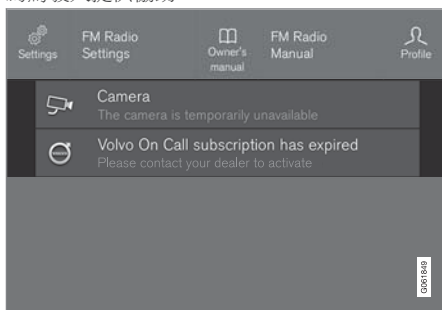 Settings
FM Radio
Settings
Owner's
manual
FM Radio
Manual
Profile
Camera
The camera is temporarily unavailable
Volvo On Call subscription has expired
Please contact your dealer to activate
G061849